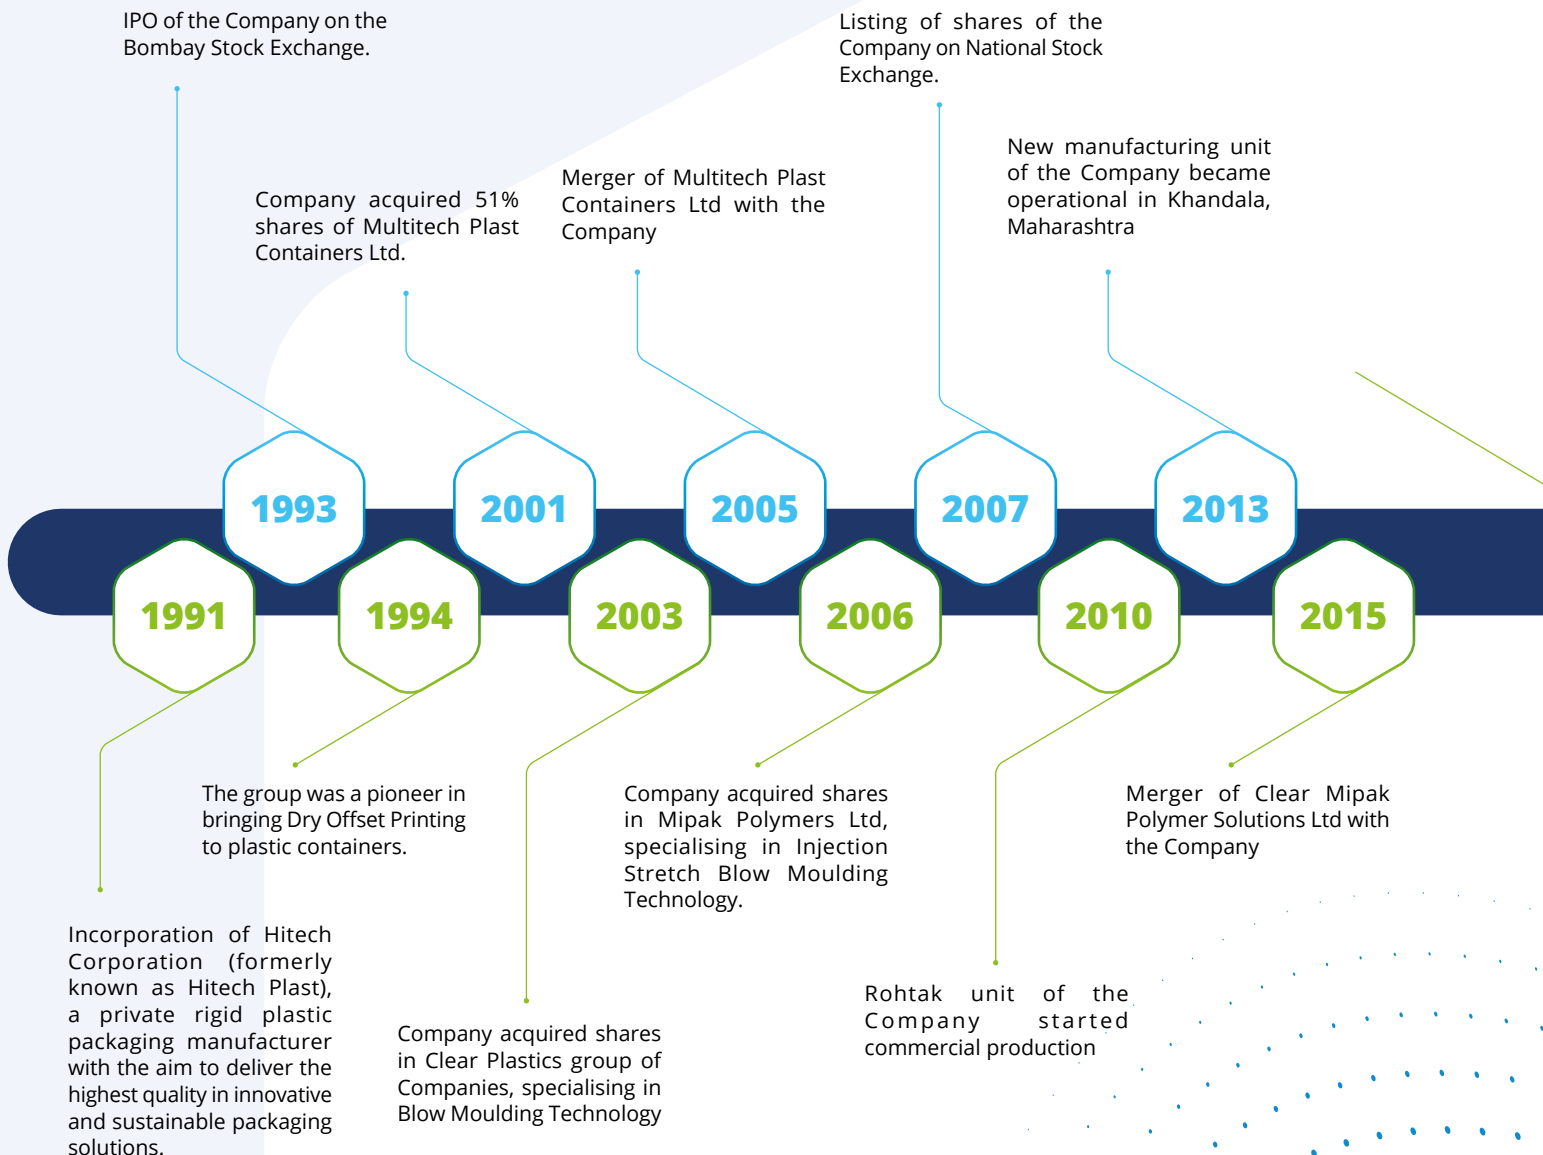 IPO of the Company on the
Bombay Stock Exchange.
Listing of shares of the
Company on National Stock
Exchange.
New manufacturing unit
of the Company became
operational in Khandala,
Maharashtra
Company acquired 51%
shares of Multitech Plast
Containers Ltd.
Merger of Multitech Plast
Containers Ltd with the
Company
1993
2001
2005
2007
2013
1991
1994
2003
2006
2010
2015
The group was a pioneer in
bringing Dry Offset Printing
to plastic containers.
Company acquired shares
in Mipak Polymers Ltd,
specialising in Injection
Stretch Blow Moulding
Technology.
Merger of Clear Mipak
Polymer Solutions Ltd with
the Company
Incorporation of Hitech
Corporation (formerly
known as Hitech Plast),
a private rigid plastic
packaging manufacturer
with the aim to deliver the
highest quality in innovative
and sustainable packaging
solutions.
Company acquired shares
in Clear Plastics group of
Companies, specialising in
Blow Moulding Technology
Rohtak unit of the
Company started
commercial production